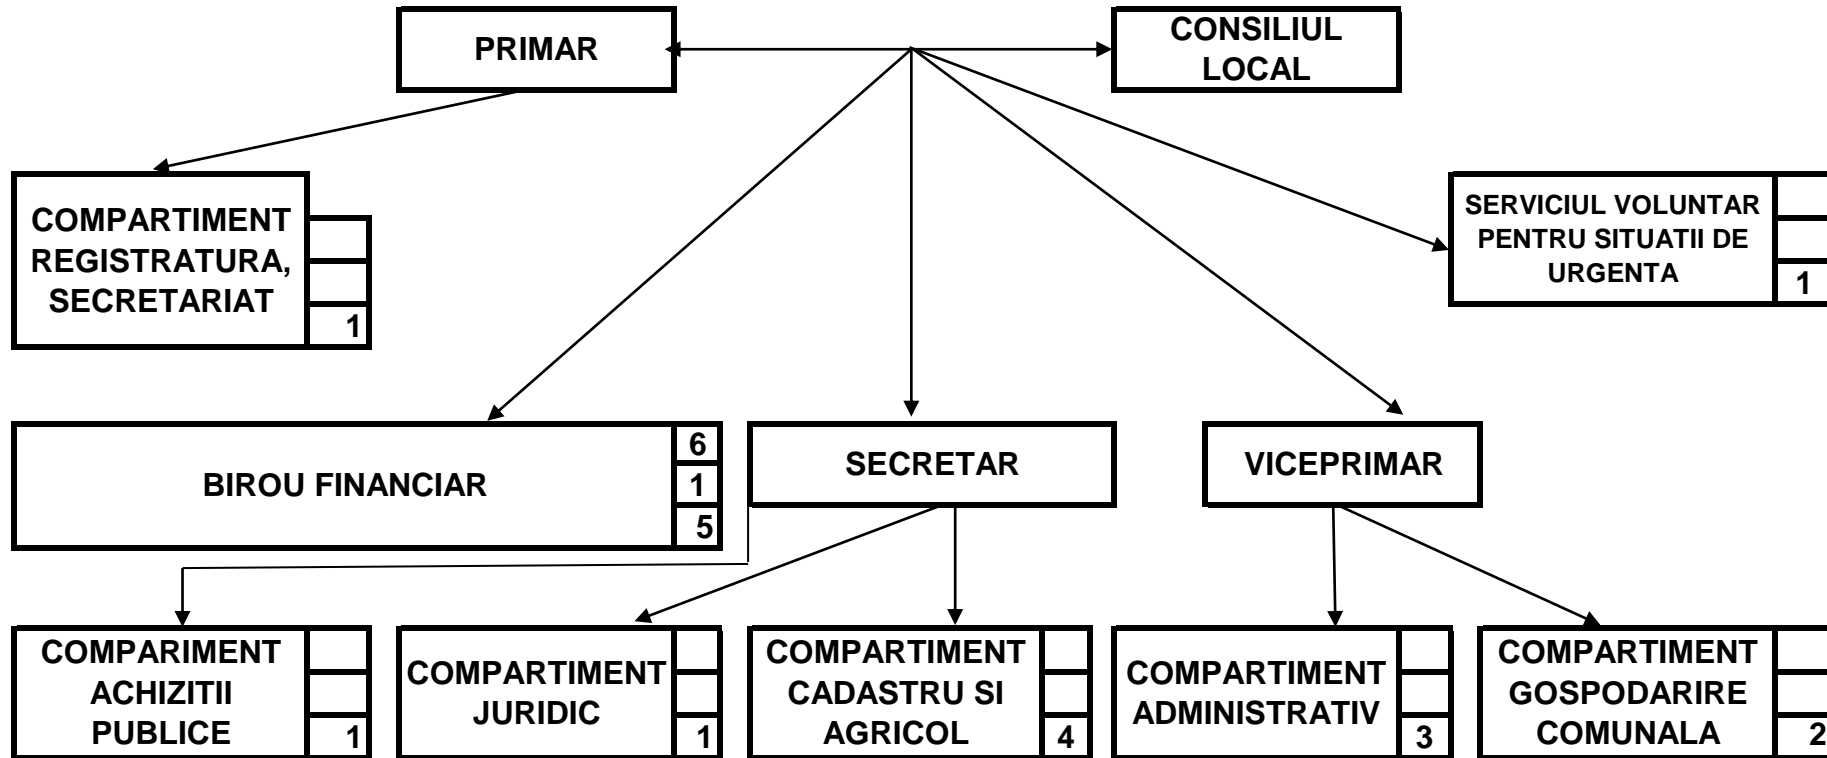 PRIMAR
CONSILIUL
LOCAL
COMPARTIMENT
REGISTRATURA,
SECRETARIAT
1
SERVICIUL VOLUNTAR
PENTRU SITUATII DE
URGENTA
1
BIROU FINANCIAR
6
1
5
SECRETAR
VICEPRIMAR
COMPARIMENT
ACHIZITII
PUBLICE
1
COMPARTIMENT
JURIDIC
1
COMPARTIMENT
CADASTRU SI
AGRICOL
4
COMPARTIMENT
ADMINISTRATIV
3
COMPARTIMENT
GOSPODARIRE
COMUNALA
2